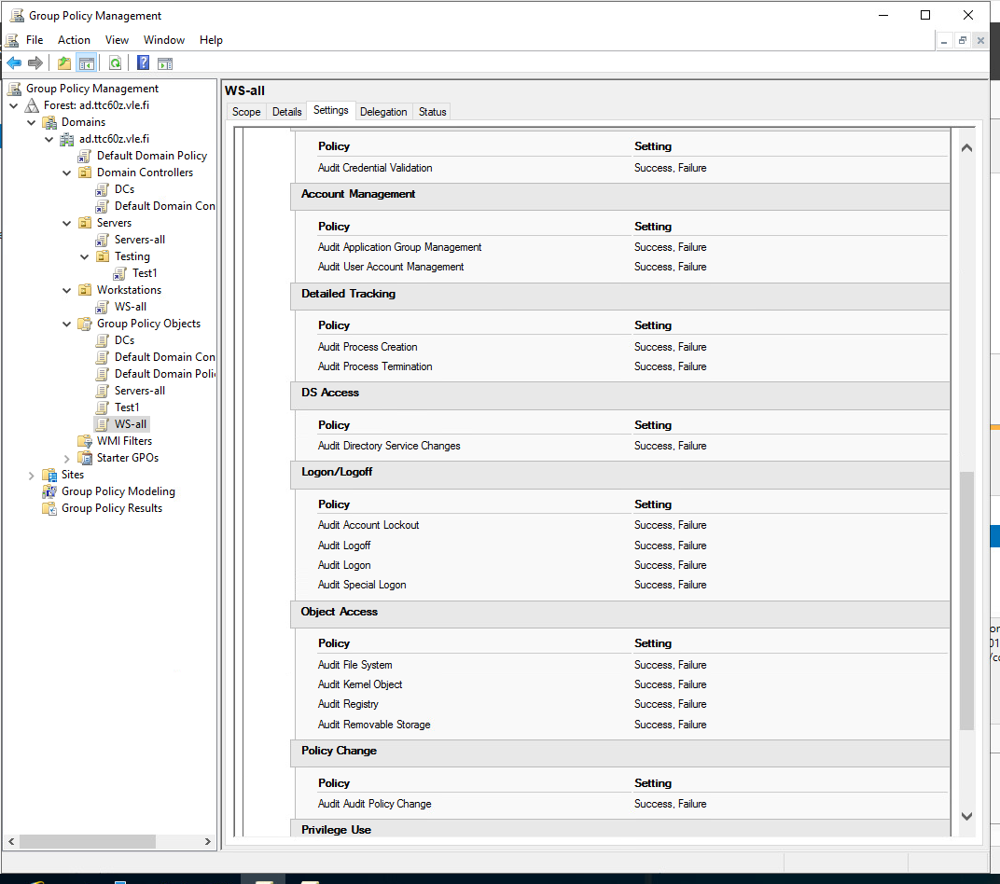 Group Policy Management
File Action View Window Help
Group Policy Management
Forest: ad.ttc60z.vle.fi
Domains
ad.ttc60z.vle.fi
Default Domain Policy
Domain Controllers
DCs
Default Domain Con
Servers
Servers-all
Testing
Test1
Workstations
WS-all
Group Policy Objects
DCs
Default Domain Con
Default Domain Poli
Servers-all
Test1
WS-all
WMI Filters
Starter GPOs
Sites
Group Policy Modeling
Group Policy Results
WS-all
Scope Details Settings Delegation Status
Policy Setting
Audit Credential Validation Success, Failure
Account Management
Policy Setting
Audit Application Group Management Success, Failure
Audit User Account Management Success, Failure
Detailed Tracking
Policy Setting
Audit Process Creation Success, Failure
Audit Process Termination Success, Failure
DS Access
Policy Setting
Audit Directory Service Changes Success, Failure
Logon/Logoff
Policy Setting
Audit Account Lockout Success, Failure
Audit Logoff Success, Failure
Audit Logon Success, Failure
Audit Special Logon Success, Failure
Object Access
Policy Setting
Audit File System Success, Failure
Audit Kernel Object Success, Failure
Audit Registry Success, Failure
Audit Removable Storage Success, Failure
Policy Change
Policy Setting
Audit Audit Policy Change Success, Failure
Privilege Use